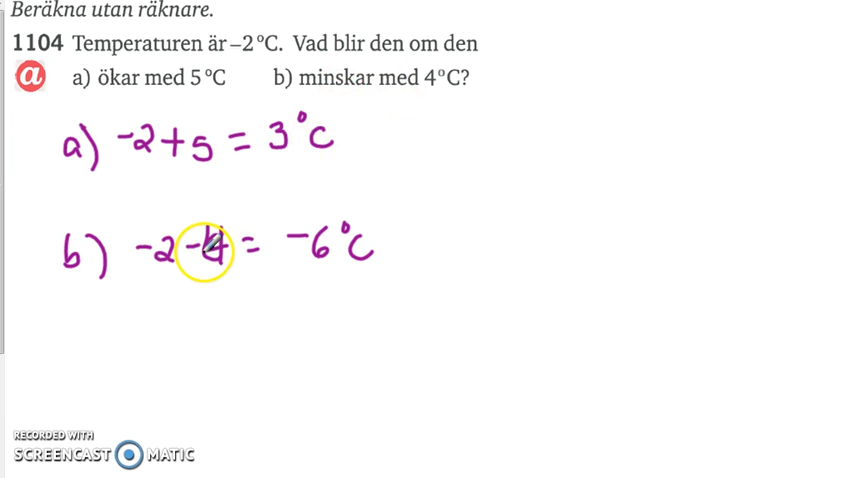 Beräkna utan räknare.
1104 Temperaturen är –2 °C. Vad blir den om den
a a) ökar med 5 °C b) minskar med 4 °C?
a) -2+5 = 3°C
b) -2-4 = -6°C
RECORDED WITH
SCREENCAST MATIC